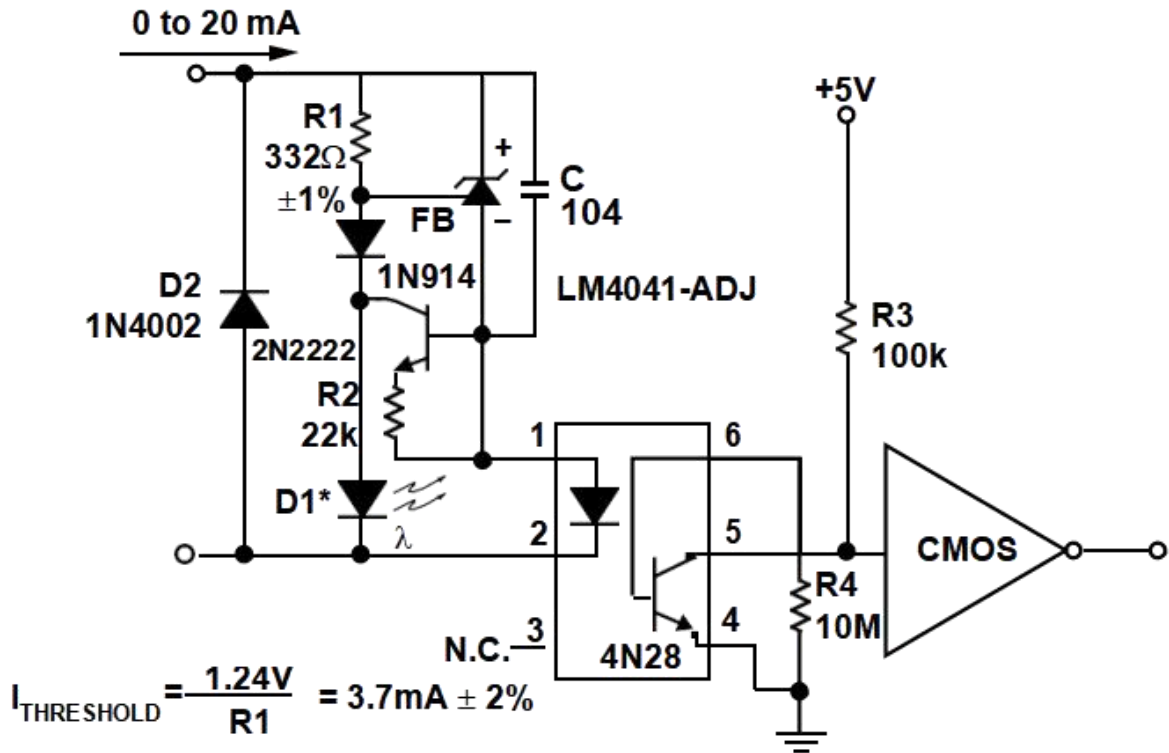 0 to 20 mA
+5V
R1
332Ω
±1%
+
FB
−
C
104
1N914
LM4041-ADJ
D2
1N4002
2N2222
R2
22k
R3
100k
1
6
D1*
λ
2
5
CMOS
R4
10M
N.C.
3
4
4N28
I THRESHOLD = 1.24V / R1 = 3.7mA ± 2%